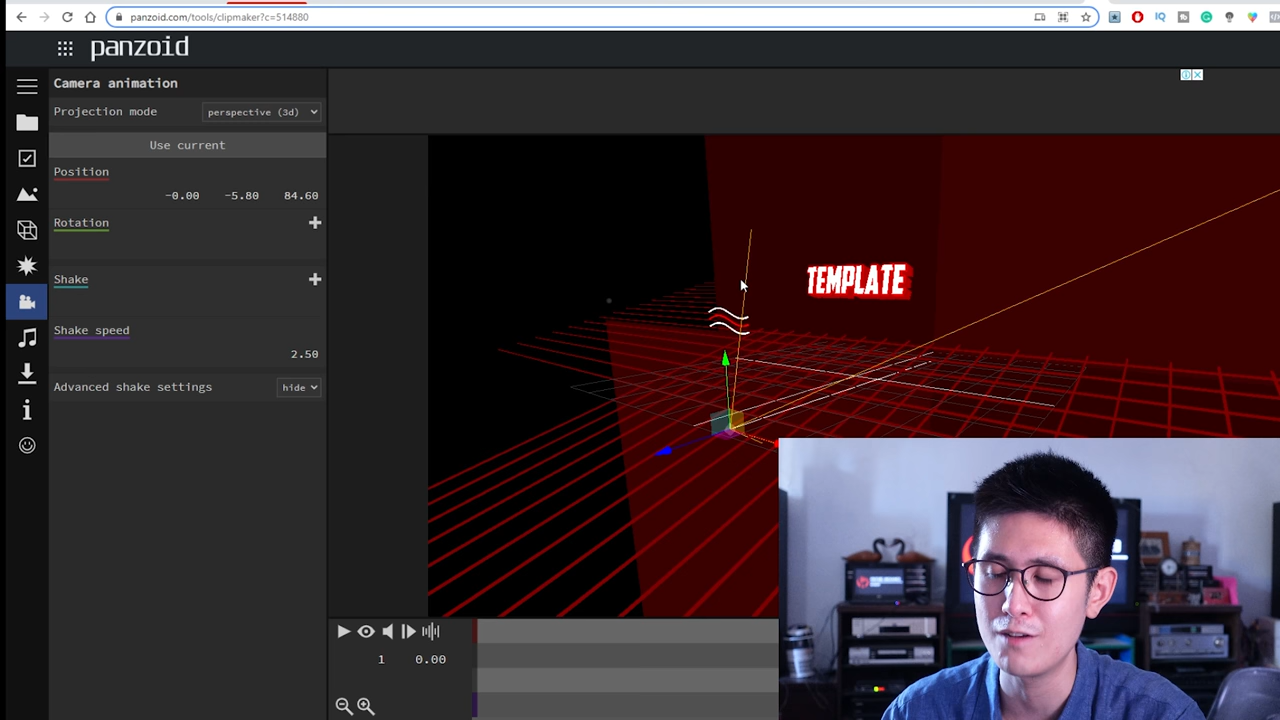 panzoid.com/tools/clipmaker?c=514880
IQ
panzoid
Camera animation
Projection mode
perspective (3d)
Use current
Position
-0.00 -5.80 84.60
Rotation
Shake
Shake speed
2.50
Advanced shake settings
hide
TEMPLATE
1 0.00